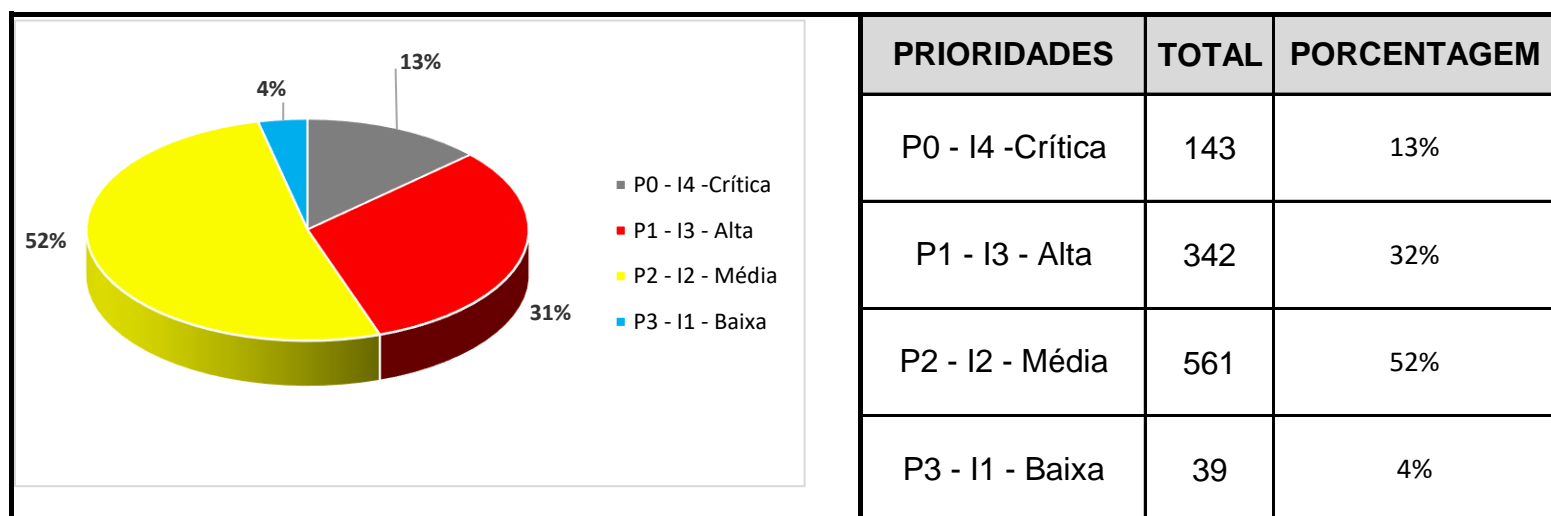 13%
4%
52%
31%
P0 - I4 -Crítica
P1 - I3 - Alta
P2 - I2 - Média
P3 - I1 - Baixa
PRIORIDADES TOTAL PORCENTAGEM
P0 - I4 -Crítica 143 13%
P1 - I3 - Alta 342 32%
P2 - I2 - Média 561 52%
P3 - I1 - Baixa 39 4%